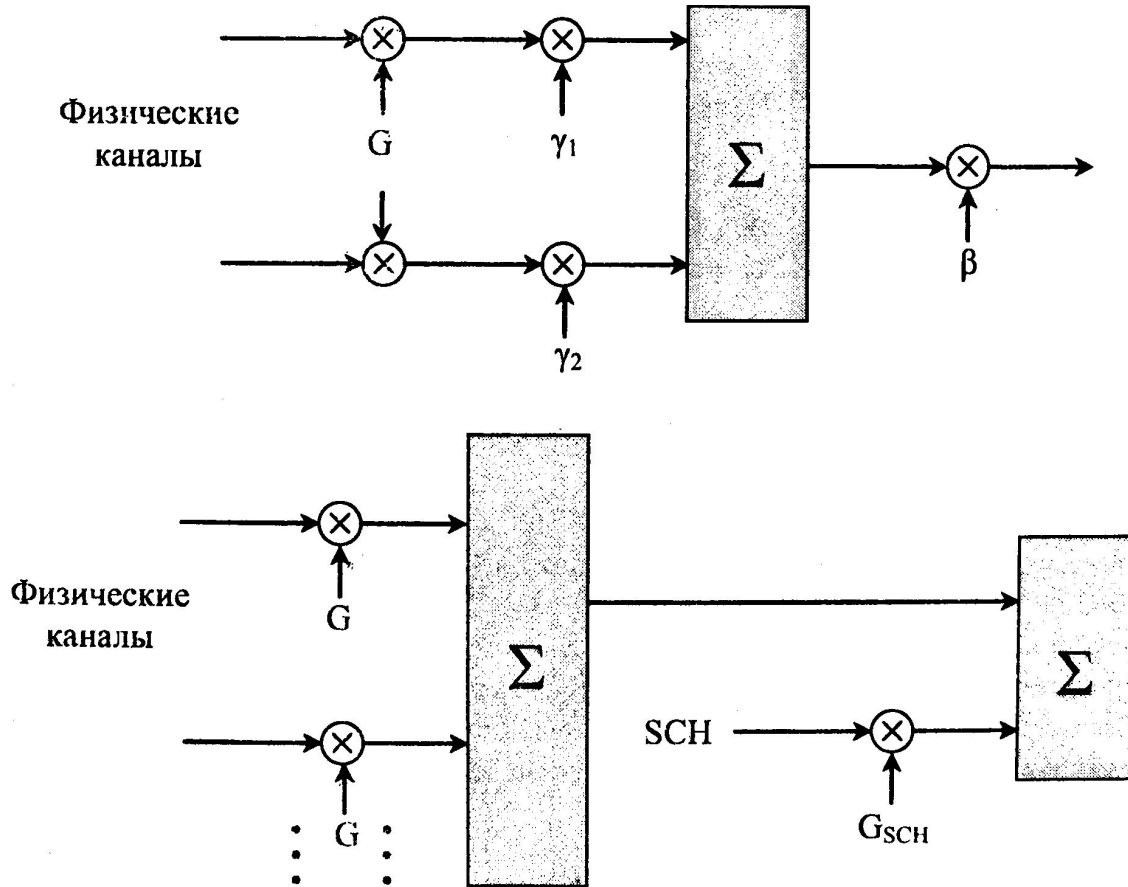 Физические
каналы
G
γ1
Σ
β
γ2
Физические
каналы
G
Σ
Σ
SCH
G
GSCH